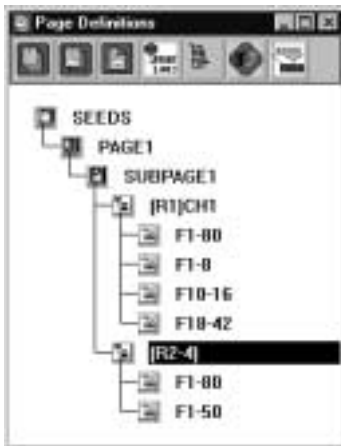 Page Definitions
SEEDS
PAGE1
SUBPAGE1
(R1)CH1
F1-80
F1-8
F10-16
F18-42
(R2-4)
F1-80
F1-50